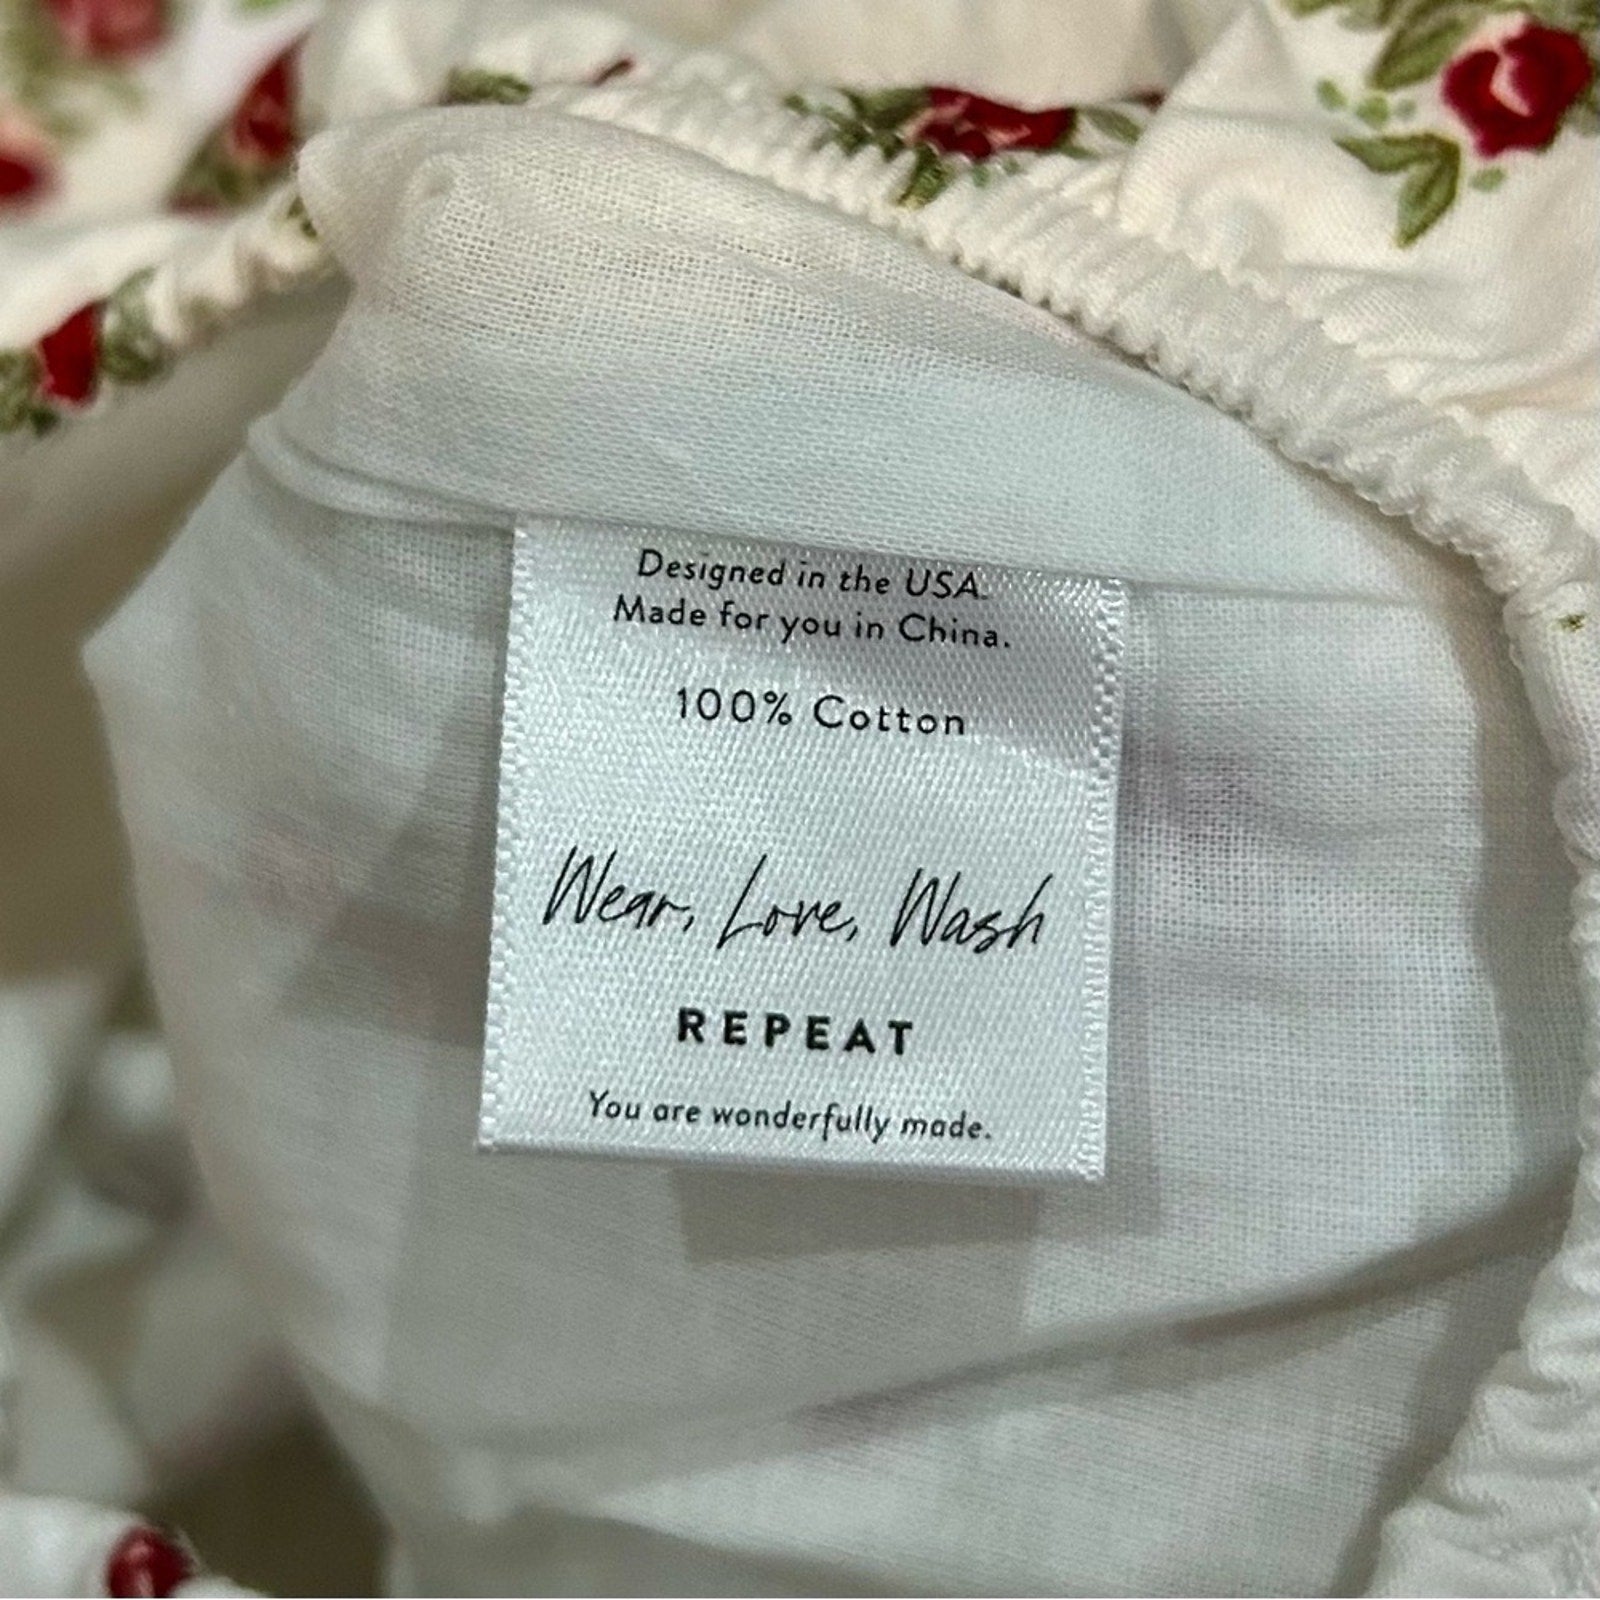 Designed in the USA.
Made for you in China.
100% Cotton
Wear, Love, Wash
REPEAT
You are wonderfully made.